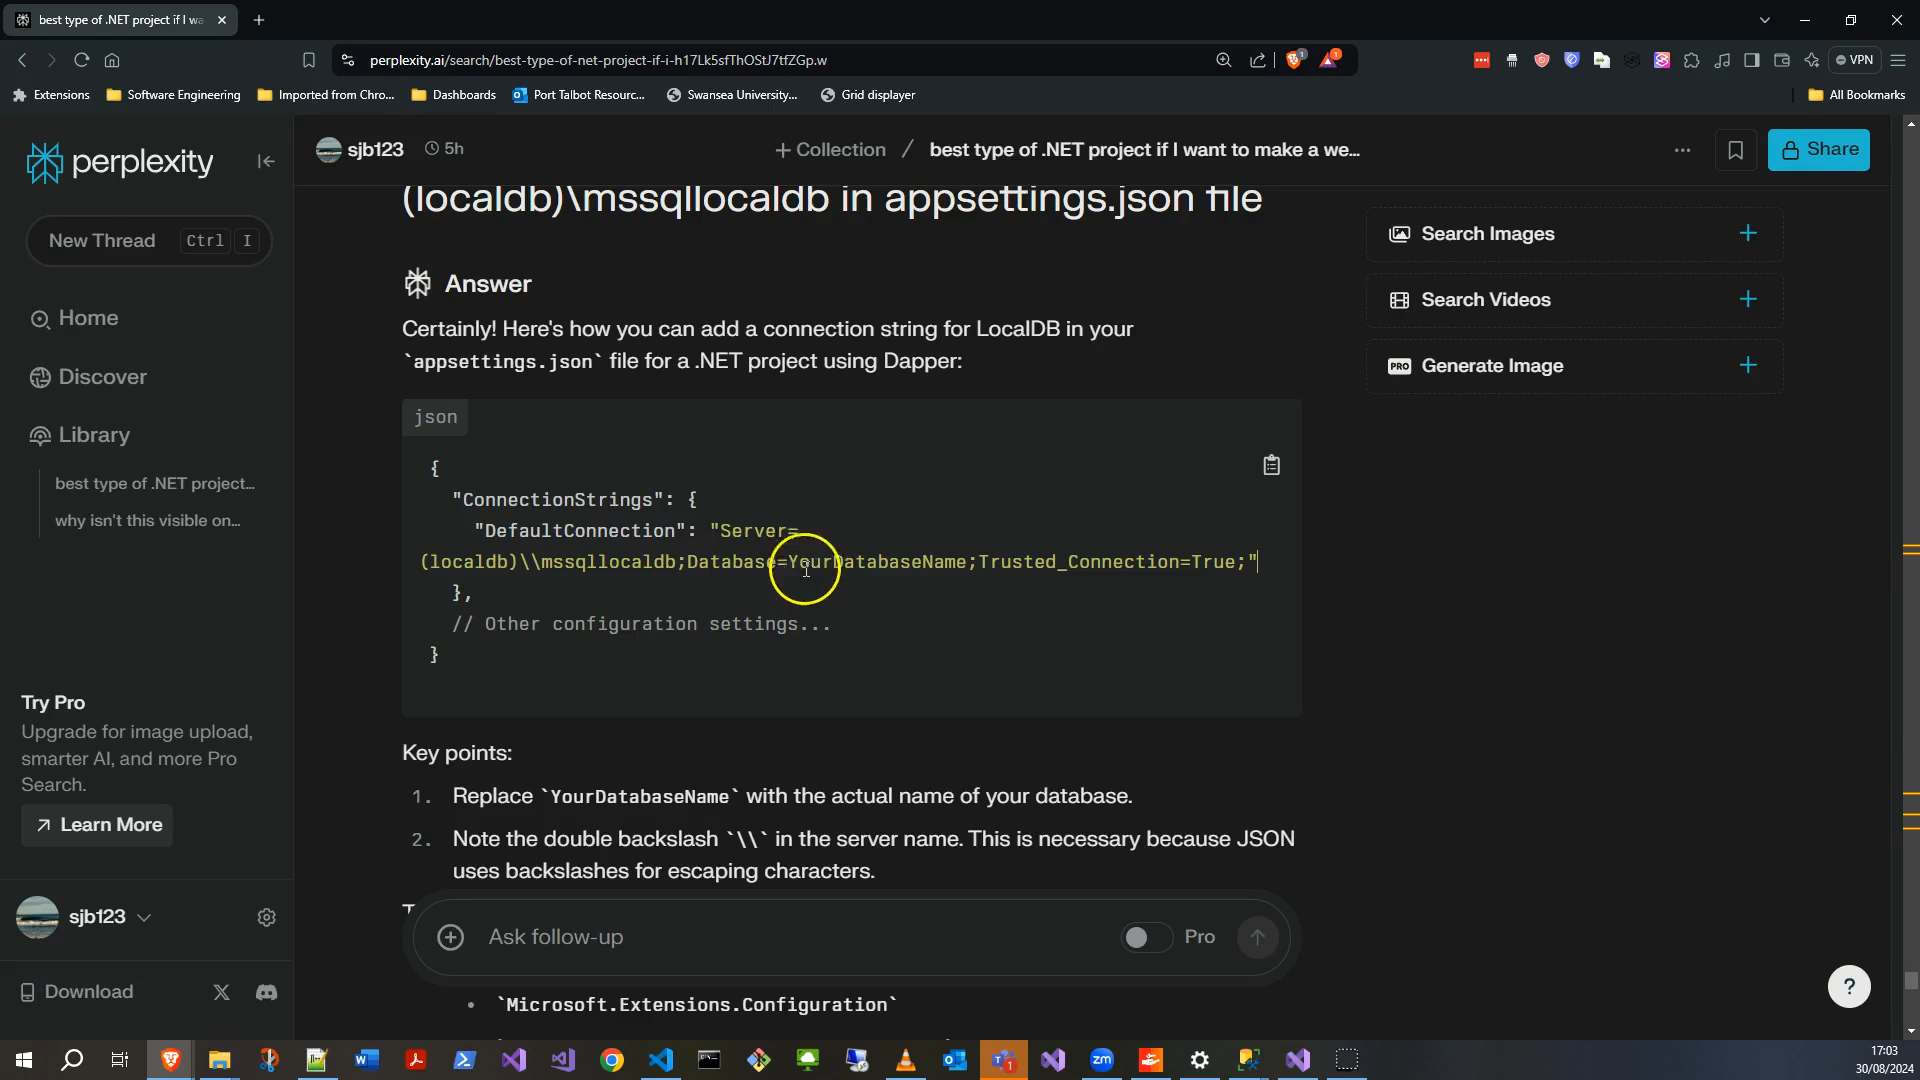 best type of .NET project if I wa
perplexity.ai/search/best-type-of-net-project-if-i-h17Lk5sfThOStJ7tfZGp.w
1
1
VPN
Extensions
Software Engineering
Imported from Chro...
Dashboards
Port Talbot Resourc...
Swansea University...
Grid displayer
All Bookmarks
perplexity
sjb123
5h
Collection / best type of .NET project if I want to make a we...
Share
New Thread Ctrl I
Home
Discover
Library
best type of .NET project...
why isn't this visible on...
Try Pro
Upgrade for image upload,
smarter AI, and more Pro
Search.
Learn More
sjb123
Download
(localdb)\mssqllocaldb in appsettings.json file
Answer
Certainly! Here's how you can add a connection string for LocalDB in your
`appsettings.json` file for a .NET project using Dapper:
json
{
"ConnectionStrings": {
"DefaultConnection": "Server=
(localdb)\\mssqllocaldb;Database=YourDatabaseName;Trusted_Connection=True;"
},
// Other configuration settings...
}
Key points:
1. Replace `YourDatabaseName` with the actual name of your database.
2. Note the double backslash `\\` in the server name. This is necessary because JSON
uses backslashes for escaping characters.
Ask follow-up
Pro
• `Microsoft.Extensions.Configuration`
Search Images
Search Videos
PRO Generate Image
?
17:03
30/08/2024